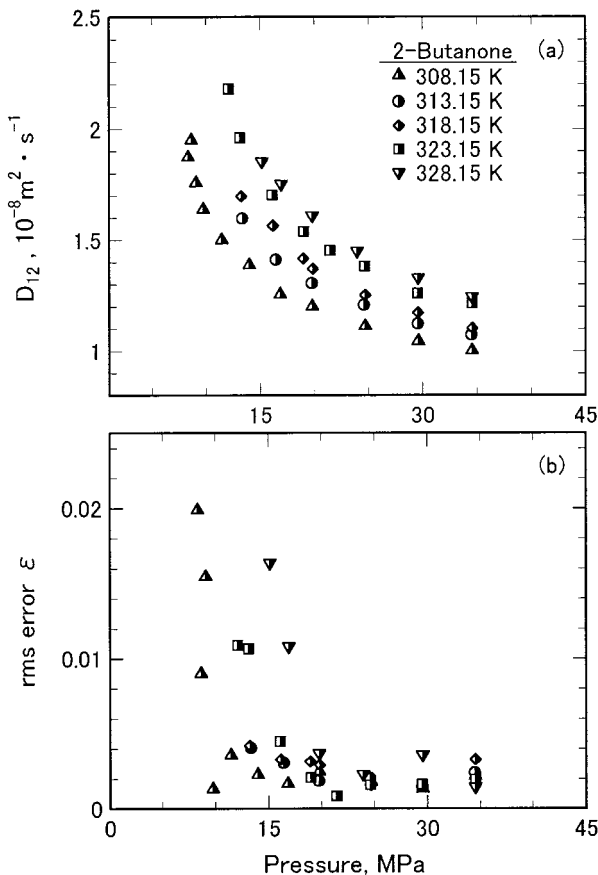 2.5
2-Butanone
(a)
308.15 K
313.15 K
318.15 K
323.15 K
328.15 K
2
1.5
1
D₁₂ , 10⁻⁸ m² · s⁻¹
15
30
45
(b)
0.02
0.01
0
rms error ε
0
15
30
45
Pressure, MPa